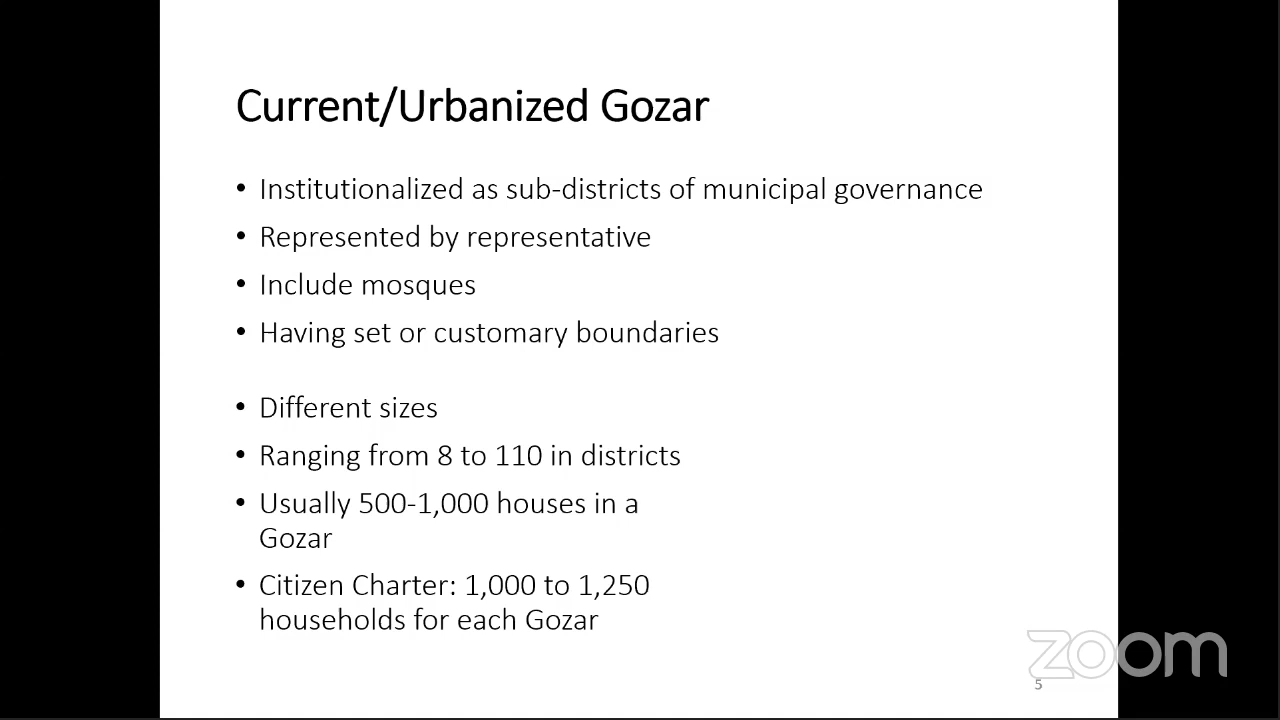 Current/Urbanized Gozar
• Institutionalized as sub-districts of municipal governance
• Represented by representative
• Include mosques
• Having set or customary boundaries
• Different sizes
• Ranging from 8 to 110 in districts
• Usually 500-1,000 houses in a
Gozar
• Citizen Charter: 1,000 to 1,250
households for each Gozar
zoom
5